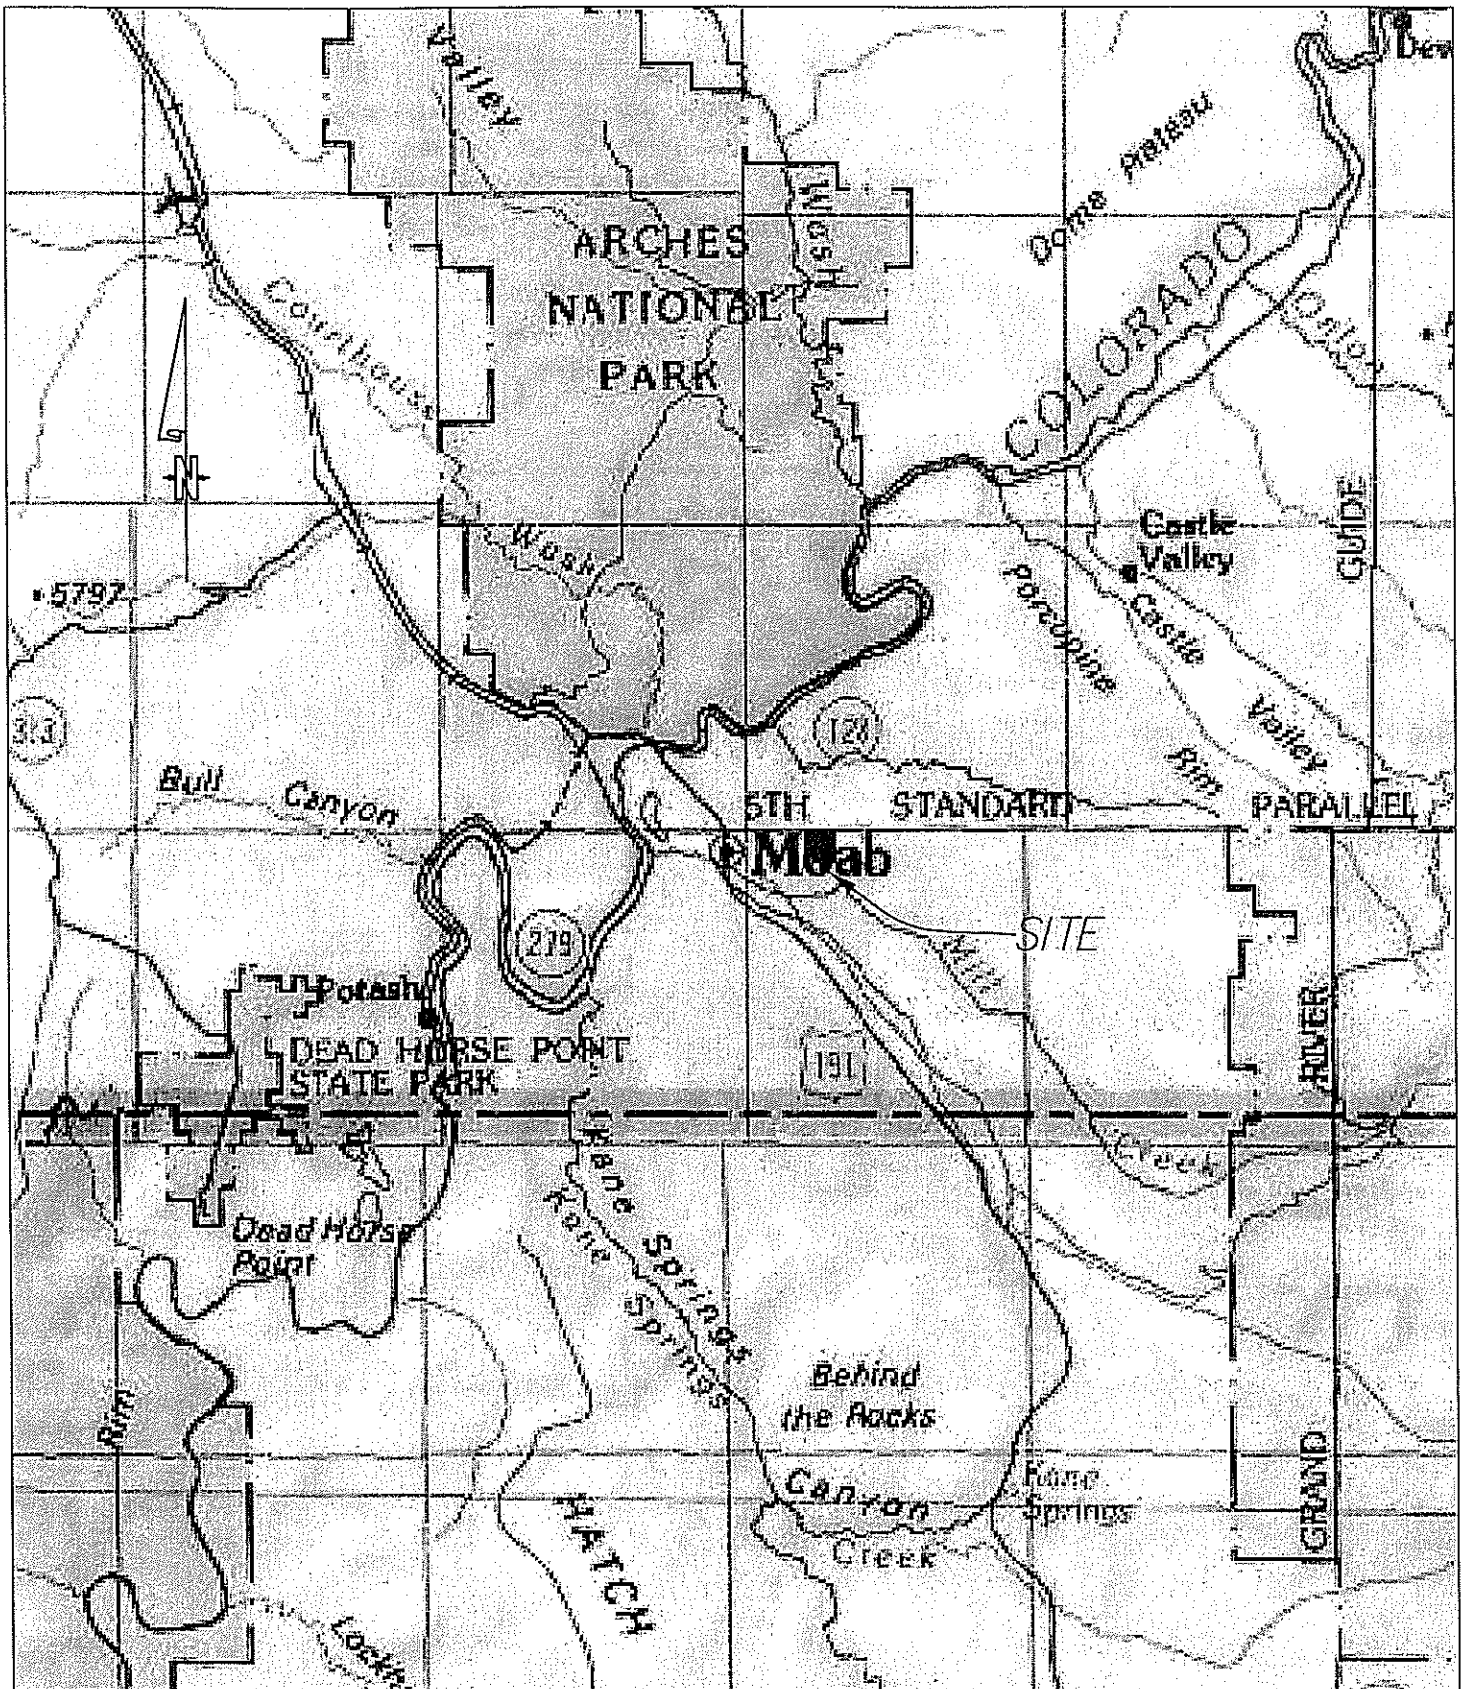 Valley
Dome Plateau
ARCHES
NATIONAL
PARK
Wash
COLORADO
Courthouse
N
Wash
5797
Castle
Valley
GUIDE
Porcupine
Rim
Castle
Valley
313
128
Bull Canyon
5TH STANDARD PARALLEL
Moab
SITE
279
Mill
Creek
Potash
DEAD HORSE POINT
STATE PARK
191
RIVER
Kane Springs
Kane Springs
Dead Horse
Point
Rim
Behind
the Rocks
Canyon
Creek
Kane
Springs
GRAND
HATCH